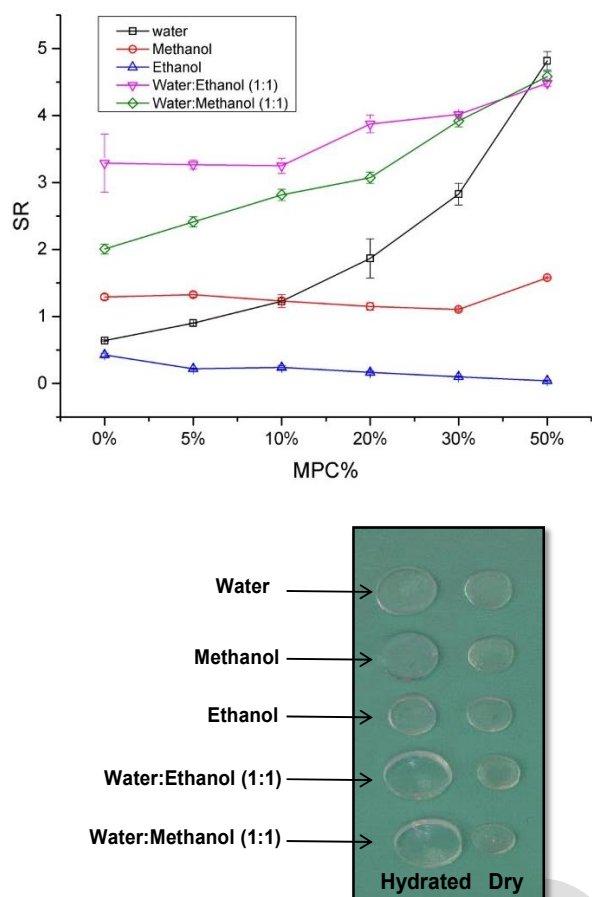 water
Methanol
Ethanol
Water:Ethanol (1:1)
Water:Methanol (1:1)
5
4
3
2
1
0
SR
0% 5% 10% 20% 30% 50%
MPC%
Water
Methanol
Ethanol
Water:Ethanol (1:1)
Water:Methanol (1:1)
Hydrated Dry